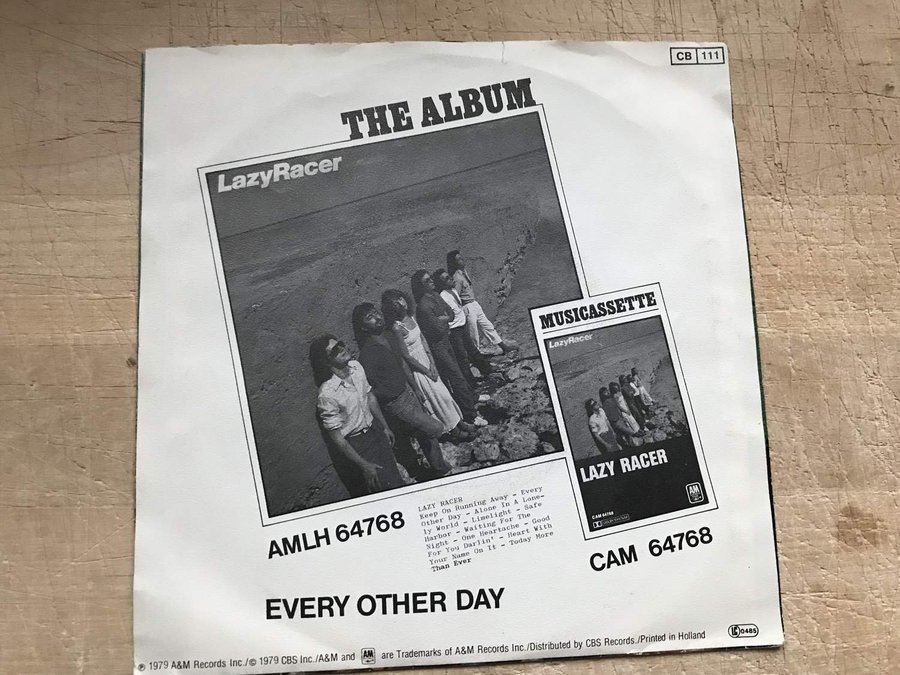 CB 111
THE ALBUM
LazyRacer
MUSICASSETTE
LazyRacer
LAZY RACER
A&M
CAM 64768
AMLH 64768
LAZY RACER
Keep On Running Away - Every
Other Day - Alone In A Lone-
ly World - Limelight - Safe
Harbor - Waiting For The
Night - One Heartache - Good
For You Darlin' - Heart With
Your Name On It - Today More
Than Ever
CAM 64768
EVERY OTHER DAY
0485
℗ 1979 A&M Records Inc./© 1979 CBS Inc./A&M and A&M are Trademarks of A&M Records Inc./Distributed by CBS Records./Printed in Holland